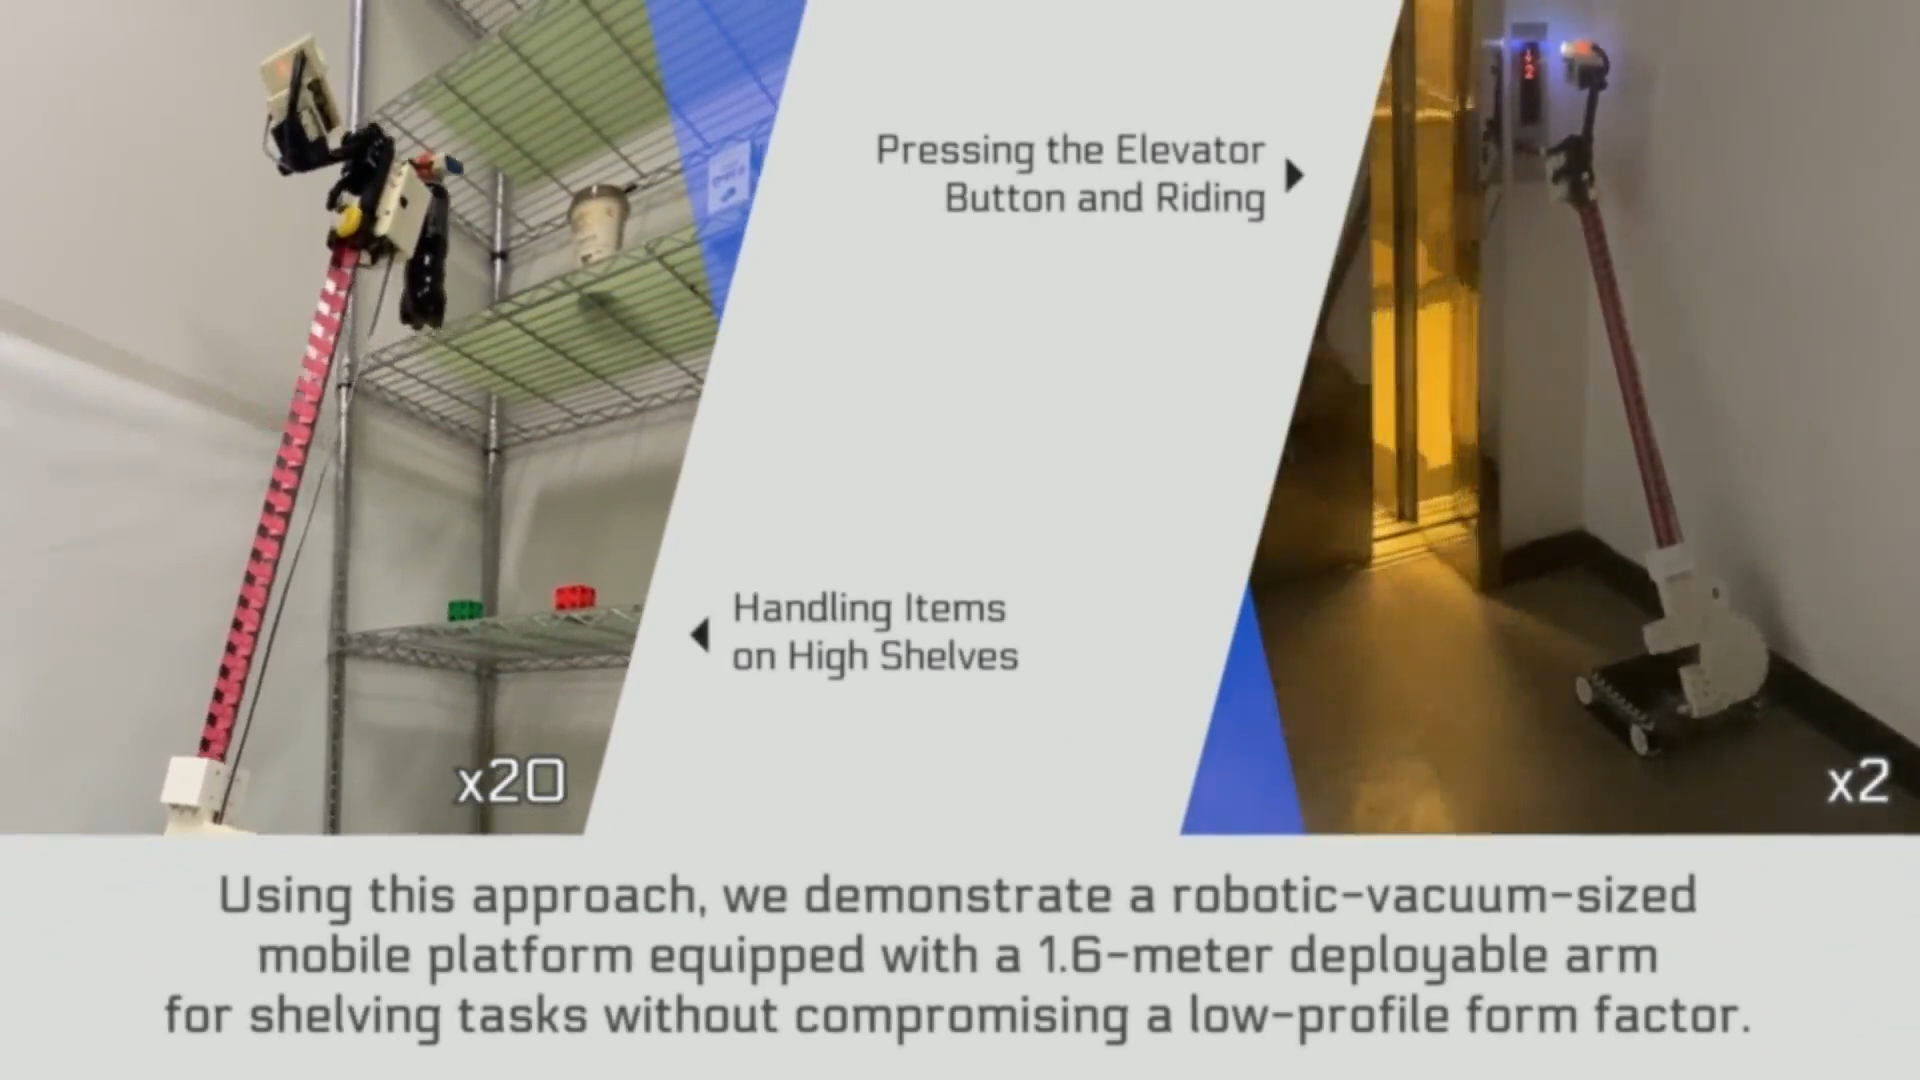 Pressing the Elevator
Button and Riding
Handling Items
on High Shelves
x20
x2
2
Using this approach, we demonstrate a robotic-vacuum-sized
mobile platform equipped with a 1.6-meter deployable arm
for shelving tasks without compromising a low-profile form factor.